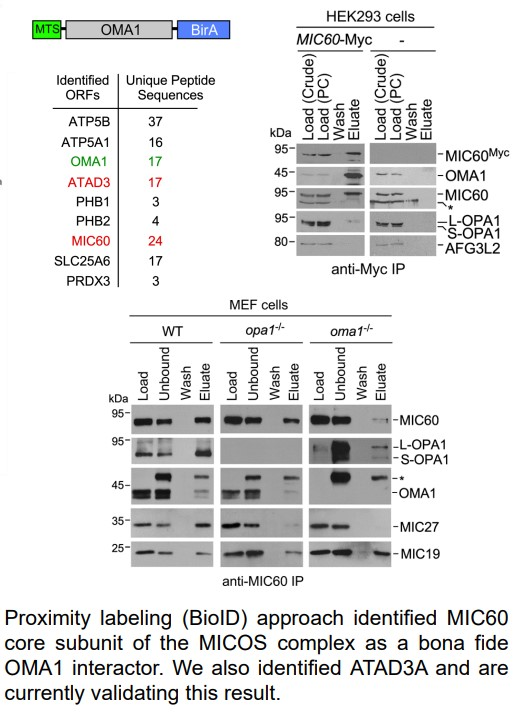 MTS OMA1 BirA
Identified ORFs Unique Peptide Sequences
ATP5B 37
ATP5A1 16
OMA1 17
ATAD3 17
PHB1 3
PHB2 4
MIC60 24
SLC25A6 17
PRDX3 3
HEK293 cells
MIC60-Myc -
Load (Crude) Load (PC) Wash Eluate Load (Crude) Load (PC) Wash Eluate
kDa
95 MIC60Myc
45 OMA1
95 MIC60
*
95 L-OPA1
S-OPA1
80 AFG3L2
anti-Myc IP
MEF cells
WT opa1-/- oma1-/-
Load Unbound Wash Eluate Load Unbound Wash Eluate Load Unbound Wash Eluate
kDa
95 MIC60
95 L-OPA1
S-OPA1
*
45 OMA1
35 MIC27
25 MIC19
anti-MIC60 IP
Proximity labeling (BioID) approach identified MIC60
core subunit of the MICOS complex as a bona fide
OMA1 interactor. We also identified ATAD3A and are
currently validating this result.